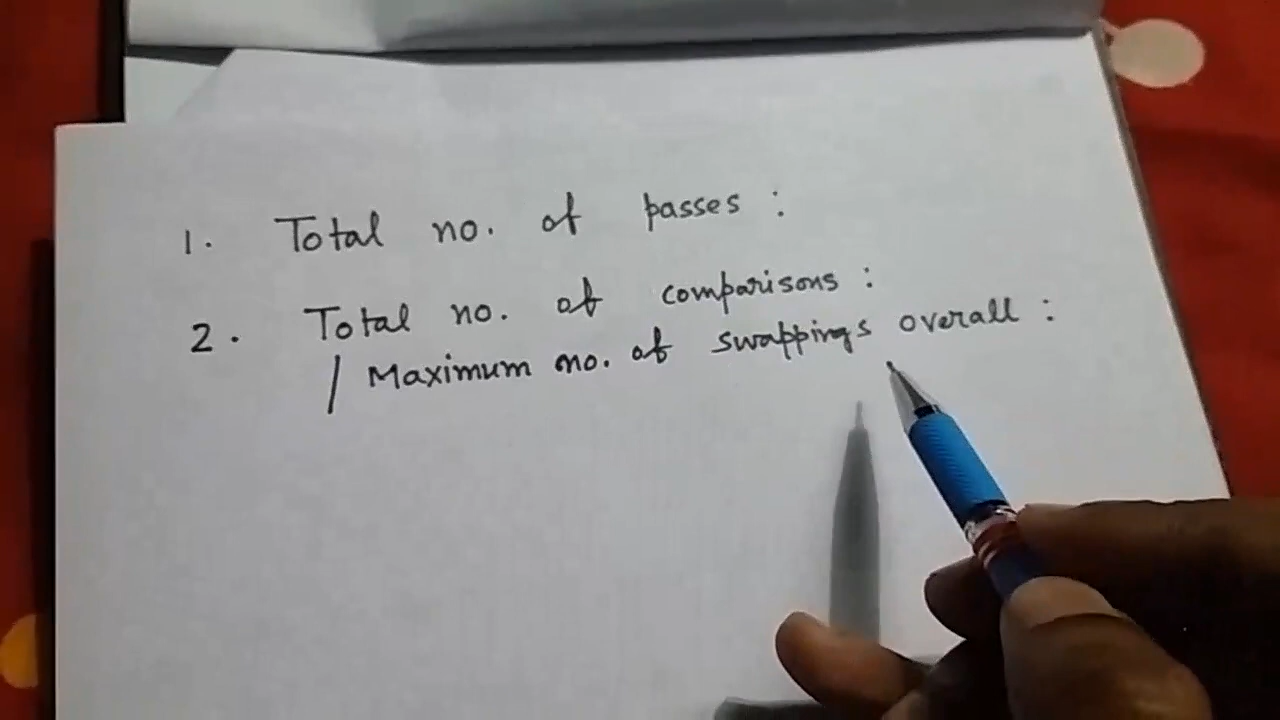 1. Total no. of passes :
2. Total no. of comparisons :
/ Maximum no. of swappings overall :